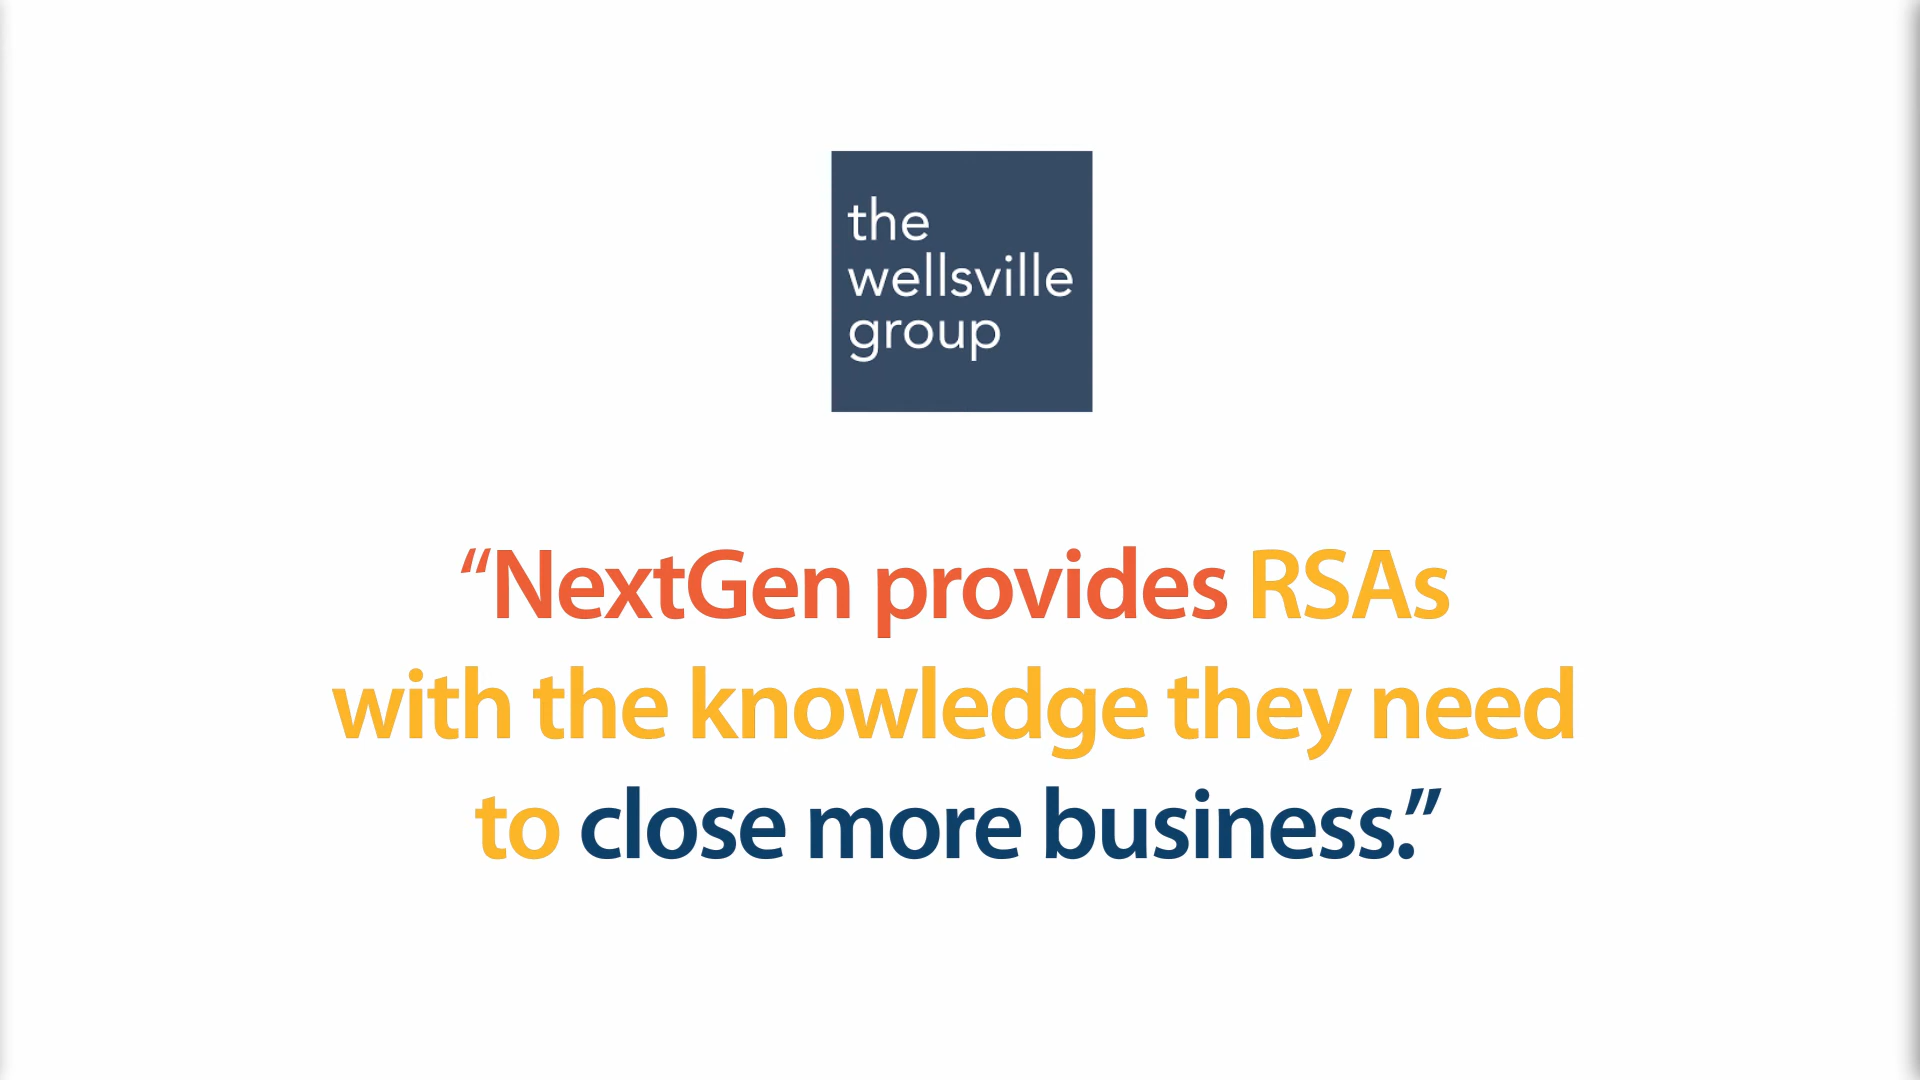 the
wellsville
group
“NextGen provides RSAs
with the knowledge they need
to close more business.”